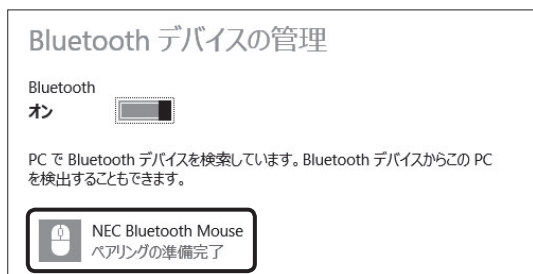 Bluetooth デバイスの管理
Bluetooth
オン
PC で Bluetooth デバイスを検索しています。Bluetooth デバイスからこの PC
を検出することもできます。
NEC Bluetooth Mouse
ペアリングの準備完了